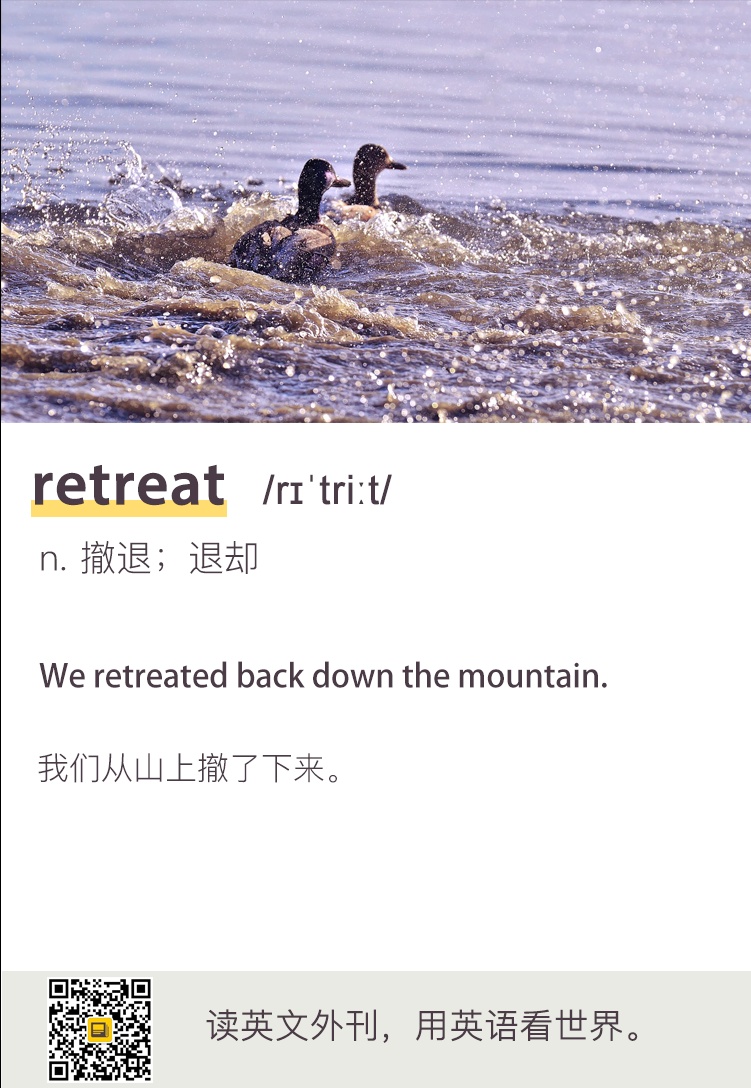 retreat /rɪˈtriːt/
n. 撤退；退却
We retreated back down the mountain.
我们从山上撤了下来。
读英文外刊，用英语看世界。